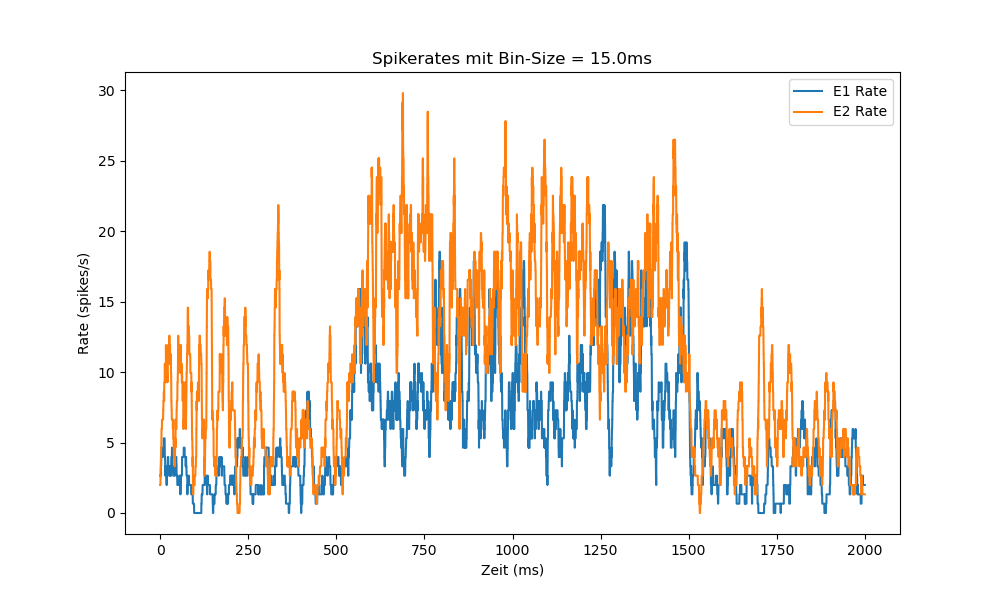 Spikerates mit Bin-Size = 15.0ms
E1 Rate
E2 Rate
30
25
20
15
10
5
0
Rate (spikes/s)
0 250 500 750 1000 1250 1500 1750 2000
Zeit (ms)